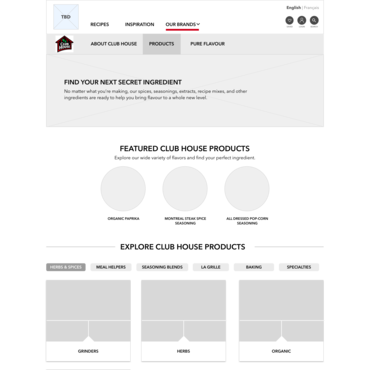 TBD
English | Français
RECIPES INSPIRATION OUR BRANDS
CLUB HOUSE
ABOUT CLUB HOUSE PRODUCTS PURE FLAVOUR
FIND YOUR NEXT SECRET INGREDIENT
No matter what you're making, our spices, seasonings, extracts, recipe mixes, and other
ingredients are ready to help you bring flavour to a whole new level.
FEATURED CLUB HOUSE PRODUCTS
Explore our wide variety of flavors and find your perfect ingredient.
ORGANIC PAPRIKA MONTREAL STEAK SPICE ALL DRESSED POP CORN
SEASONING SEASONING
EXPLORE CLUB HOUSE PRODUCTS
HERBS & SPICES MEAL HELPERS SEASONING BLENDS LA GRILLE BAKING SPECIALTIES
GRINDERS HERBS ORGANIC